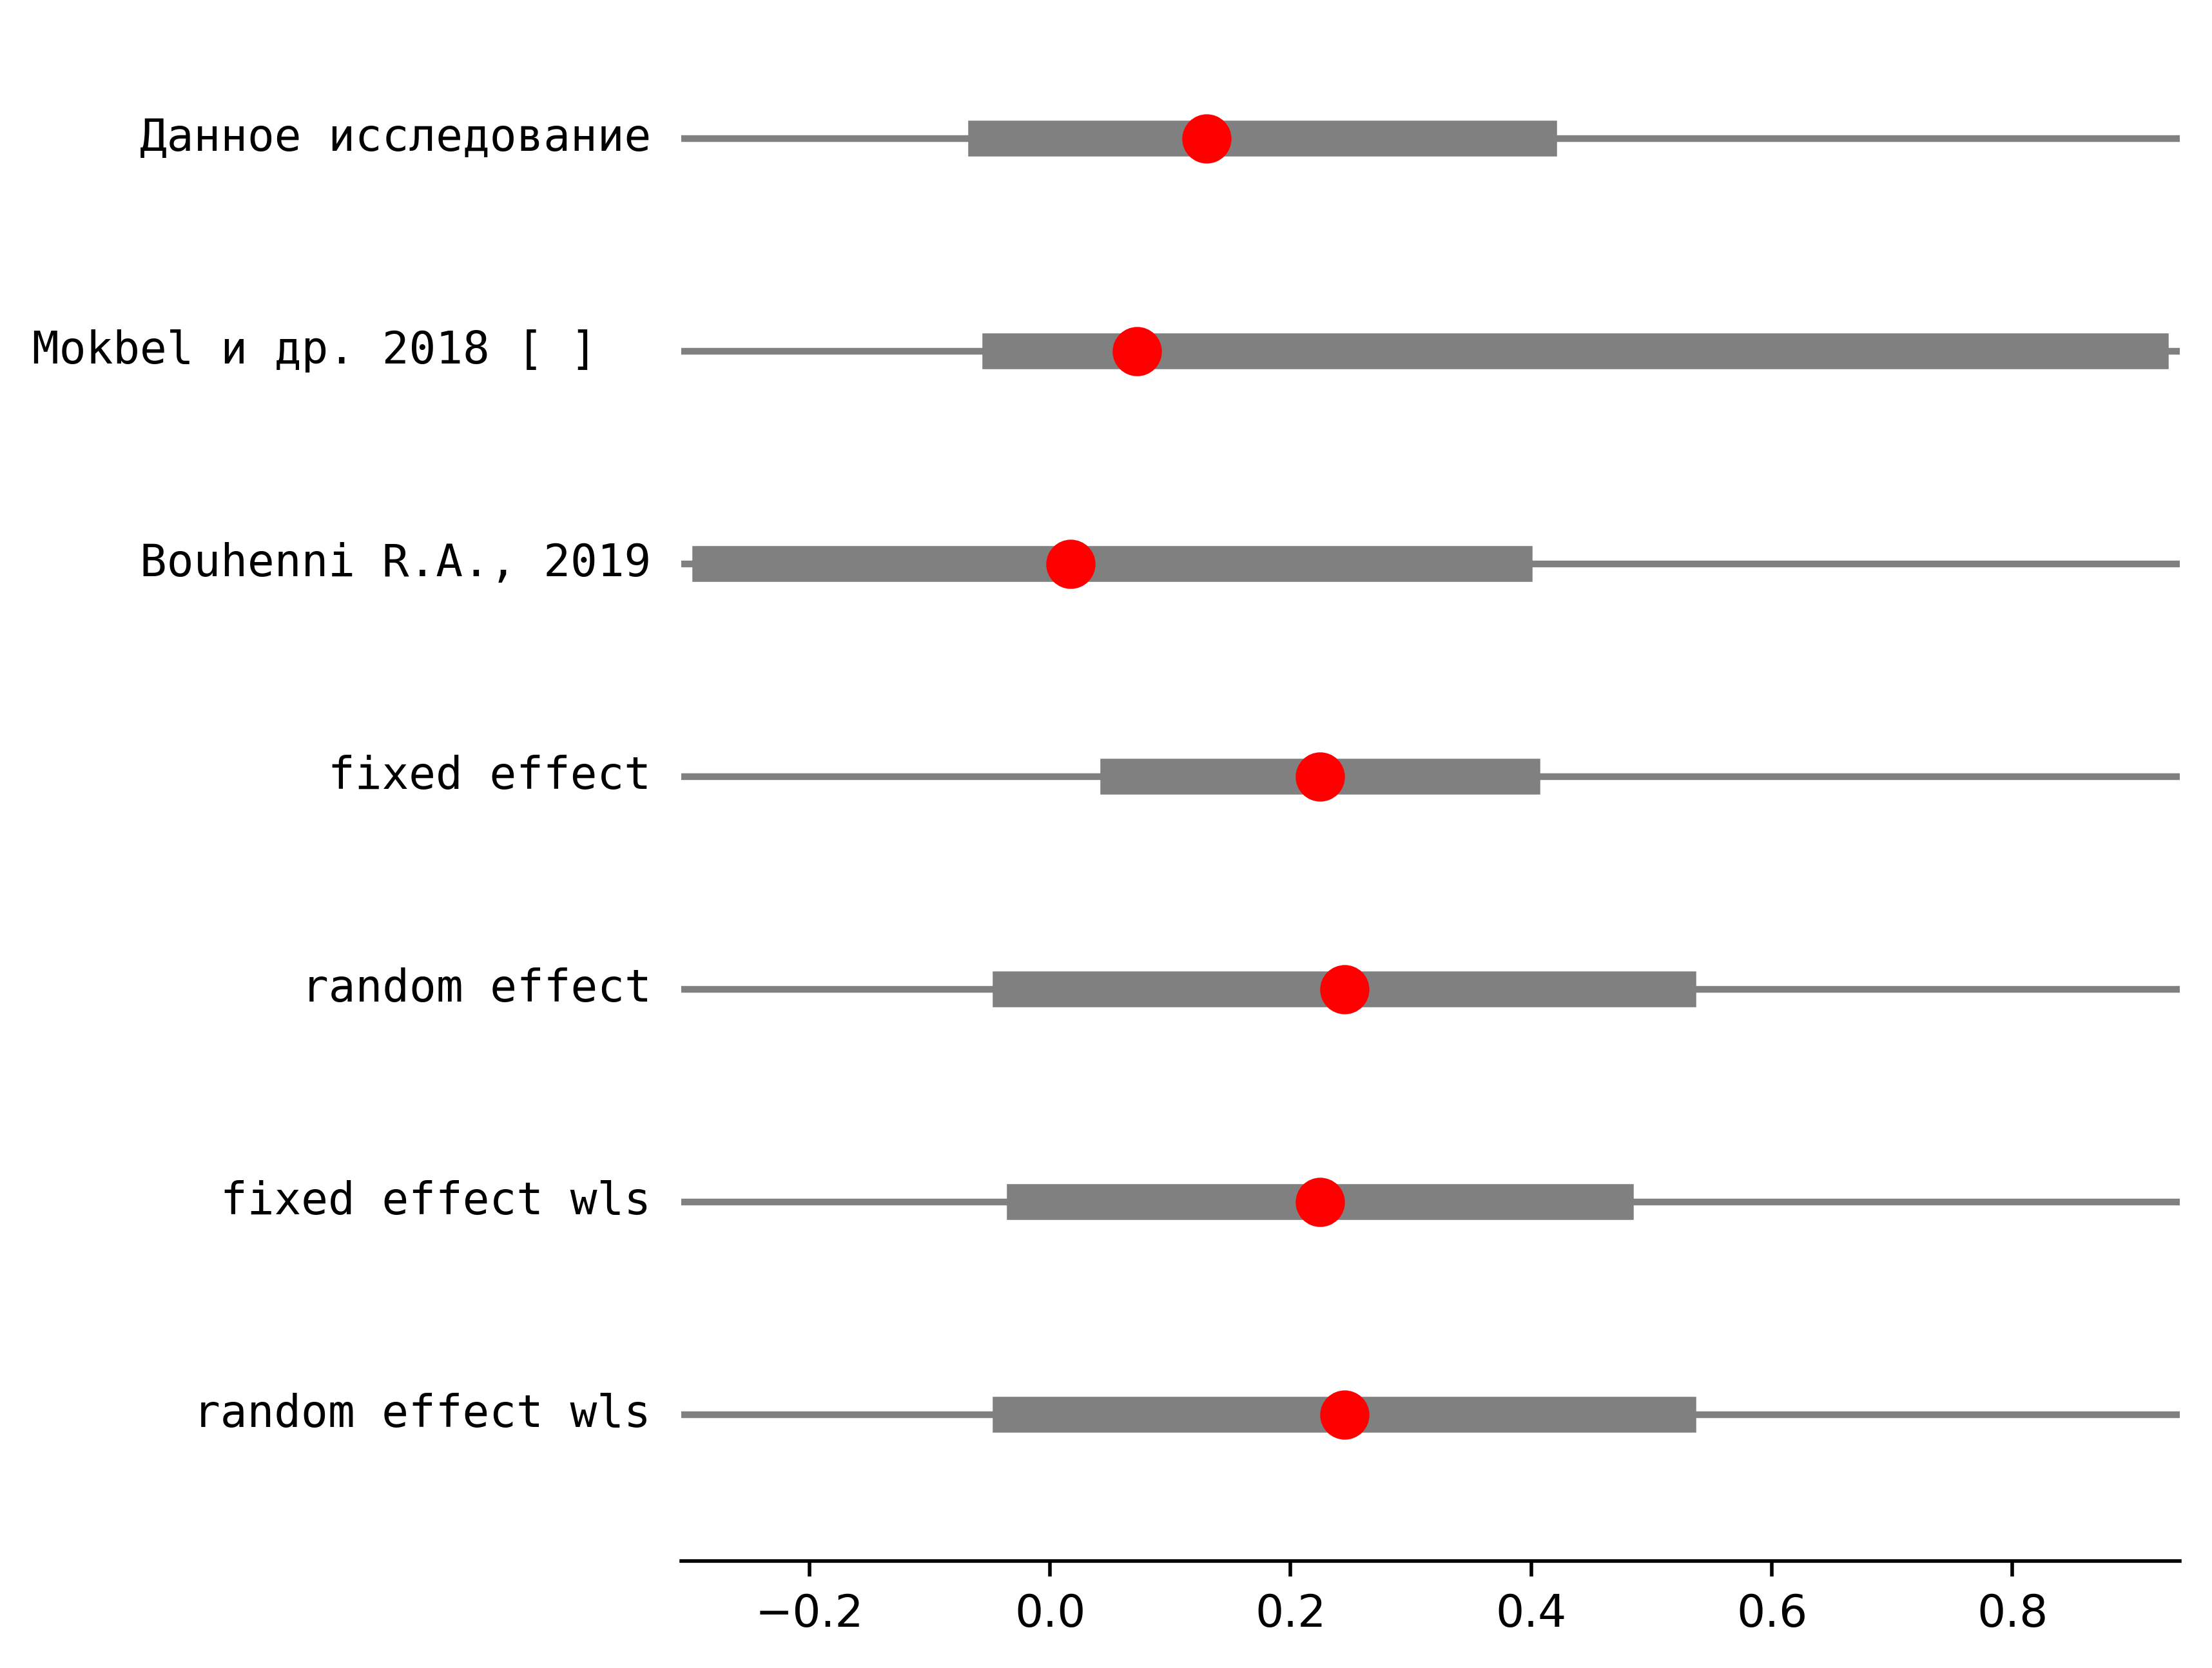 Данное исследование
Mokbel и др. 2018 [ ]
Bouhenni R.A., 2019
fixed effect
random effect
fixed effect wls
random effect wls
−0.2 0.0 0.2 0.4 0.6 0.8